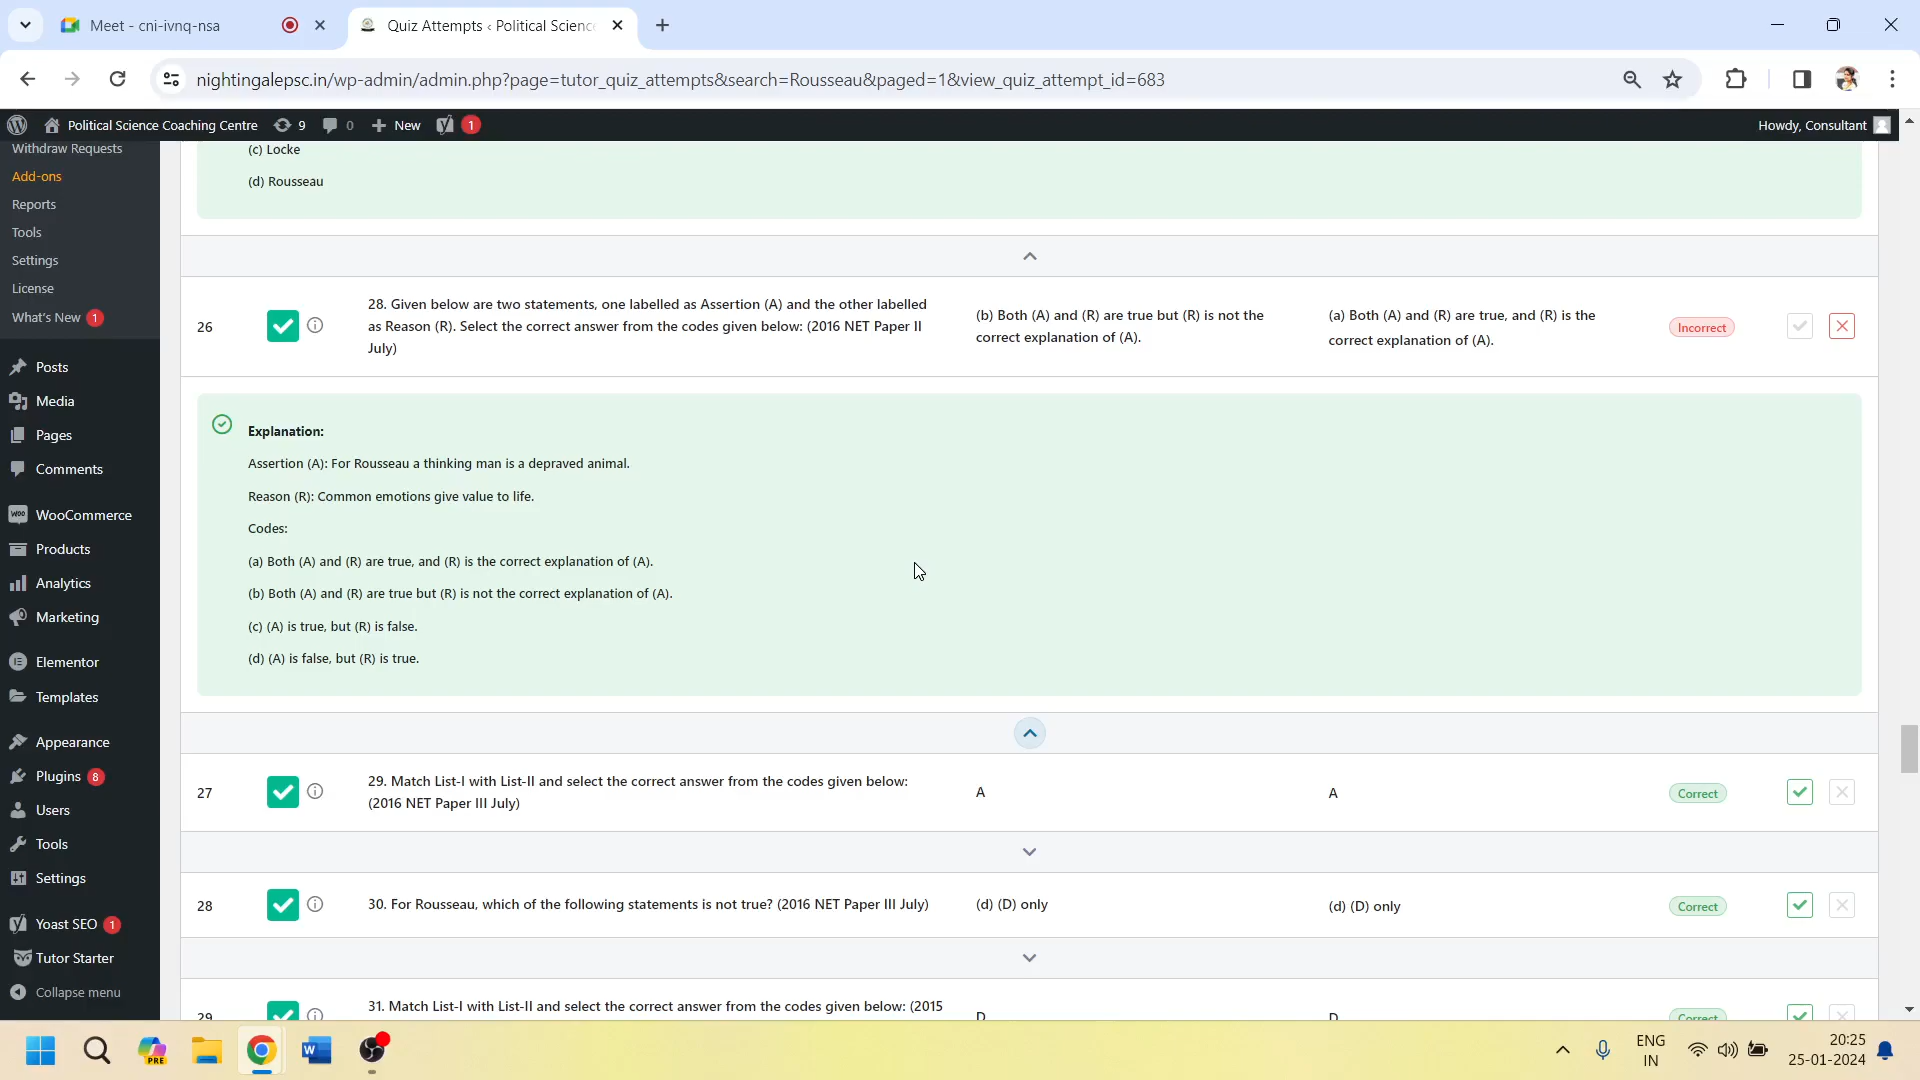 Meet - cni-ivnq-nsa
Quiz Attempts ‹ Political Science
nightingalepsc.in/wp-admin/admin.php?page=tutor_quiz_attempts&search=Rousseau&paged=1&view_quiz_attempt_id=683
Political Science Coaching Centre 9 0 New 1 Howdy, Consultant
Withdraw Requests
Add-ons
Reports
Tools
Settings
License
What's New 1
Posts
Media
Pages
Comments
WooCommerce
Products
Analytics
Marketing
Elementor
Templates
Appearance
Plugins 8
Users
Tools
Settings
Yoast SEO 1
Tutor Starter
Collapse menu
(c) Locke
(d) Rousseau
26
28. Given below are two statements, one labelled as Assertion (A) and the other labelled
as Reason (R). Select the correct answer from the codes given below: (2016 NET Paper II
July)
(b) Both (A) and (R) are true but (R) is not the
correct explanation of (A).
(a) Both (A) and (R) are true, and (R) is the
correct explanation of (A).
Incorrect
Explanation:
Assertion (A): For Rousseau a thinking man is a depraved animal.
Reason (R): Common emotions give value to life.
Codes:
(a) Both (A) and (R) are true, and (R) is the correct explanation of (A).
(b) Both (A) and (R) are true but (R) is not the correct explanation of (A).
(c) (A) is true, but (R) is false.
(d) (A) is false, but (R) is true.
27
29. Match List-I with List-II and select the correct answer from the codes given below:
(2016 NET Paper III July)
A
A
Correct
28
30. For Rousseau, which of the following statements is not true? (2016 NET Paper III July)
(d) (D) only
(d) (D) only
Correct
29
31. Match List-I with List-II and select the correct answer from the codes given below: (2015
D
D
Correct
PRE
ENG
IN
20:25
25-01-2024